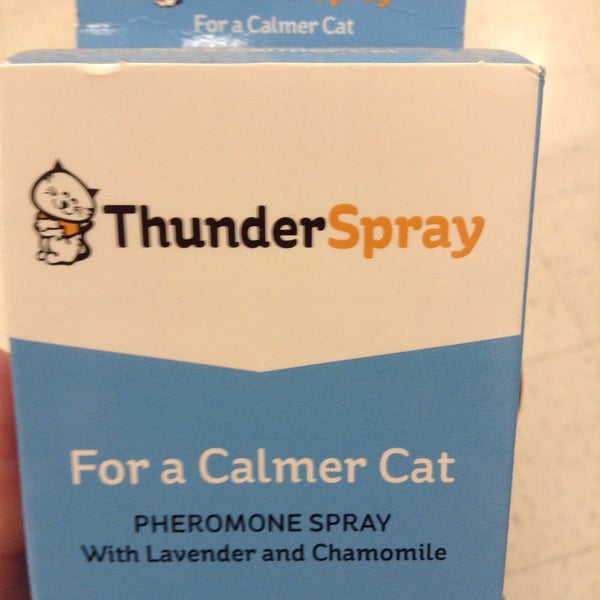 For a Calmer Cat
ThunderSpray
For a Calmer Cat
PHEROMONE SPRAY
With Lavender and Chamomile